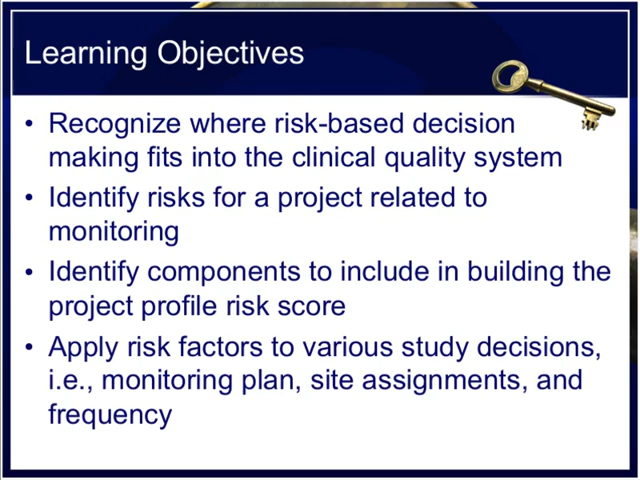 Learning Objectives
• Recognize where risk-based decision
making fits into the clinical quality system
• Identify risks for a project related to
monitoring
• Identify components to include in building the
project profile risk score
• Apply risk factors to various study decisions,
i.e., monitoring plan, site assignments, and
frequency